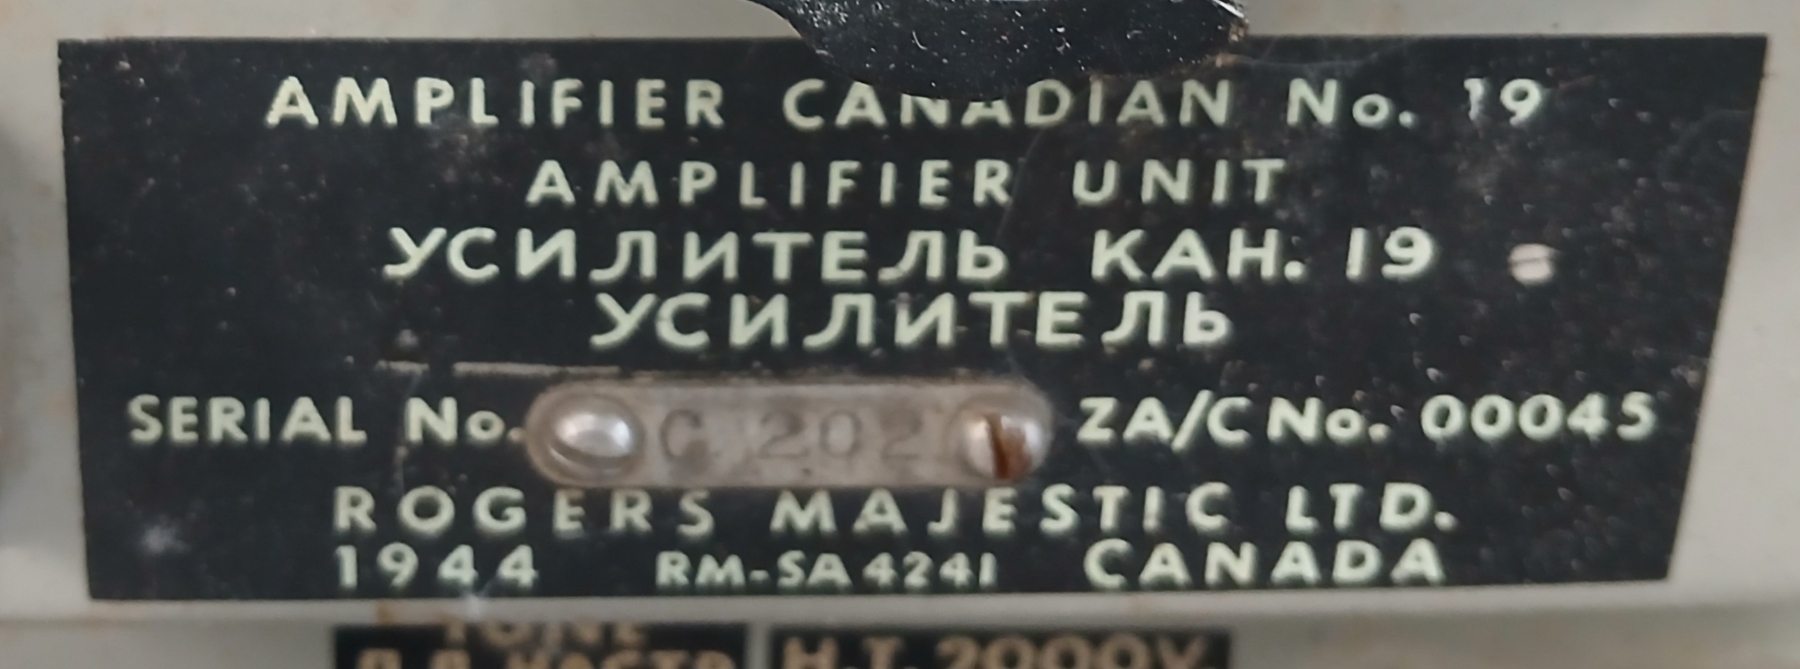 AMPLIFIER CANADIAN No. 19
AMPLIFIER UNIT
УСИЛИТЕЛЬ КАН. 19
УСИЛИТЕЛЬ
SERIAL No. C 202 ZA/C No. 00045
ROGERS MAJESTIC LTD.
1944 RM-SA4241 CANADA
TONE H.T. 2000V.